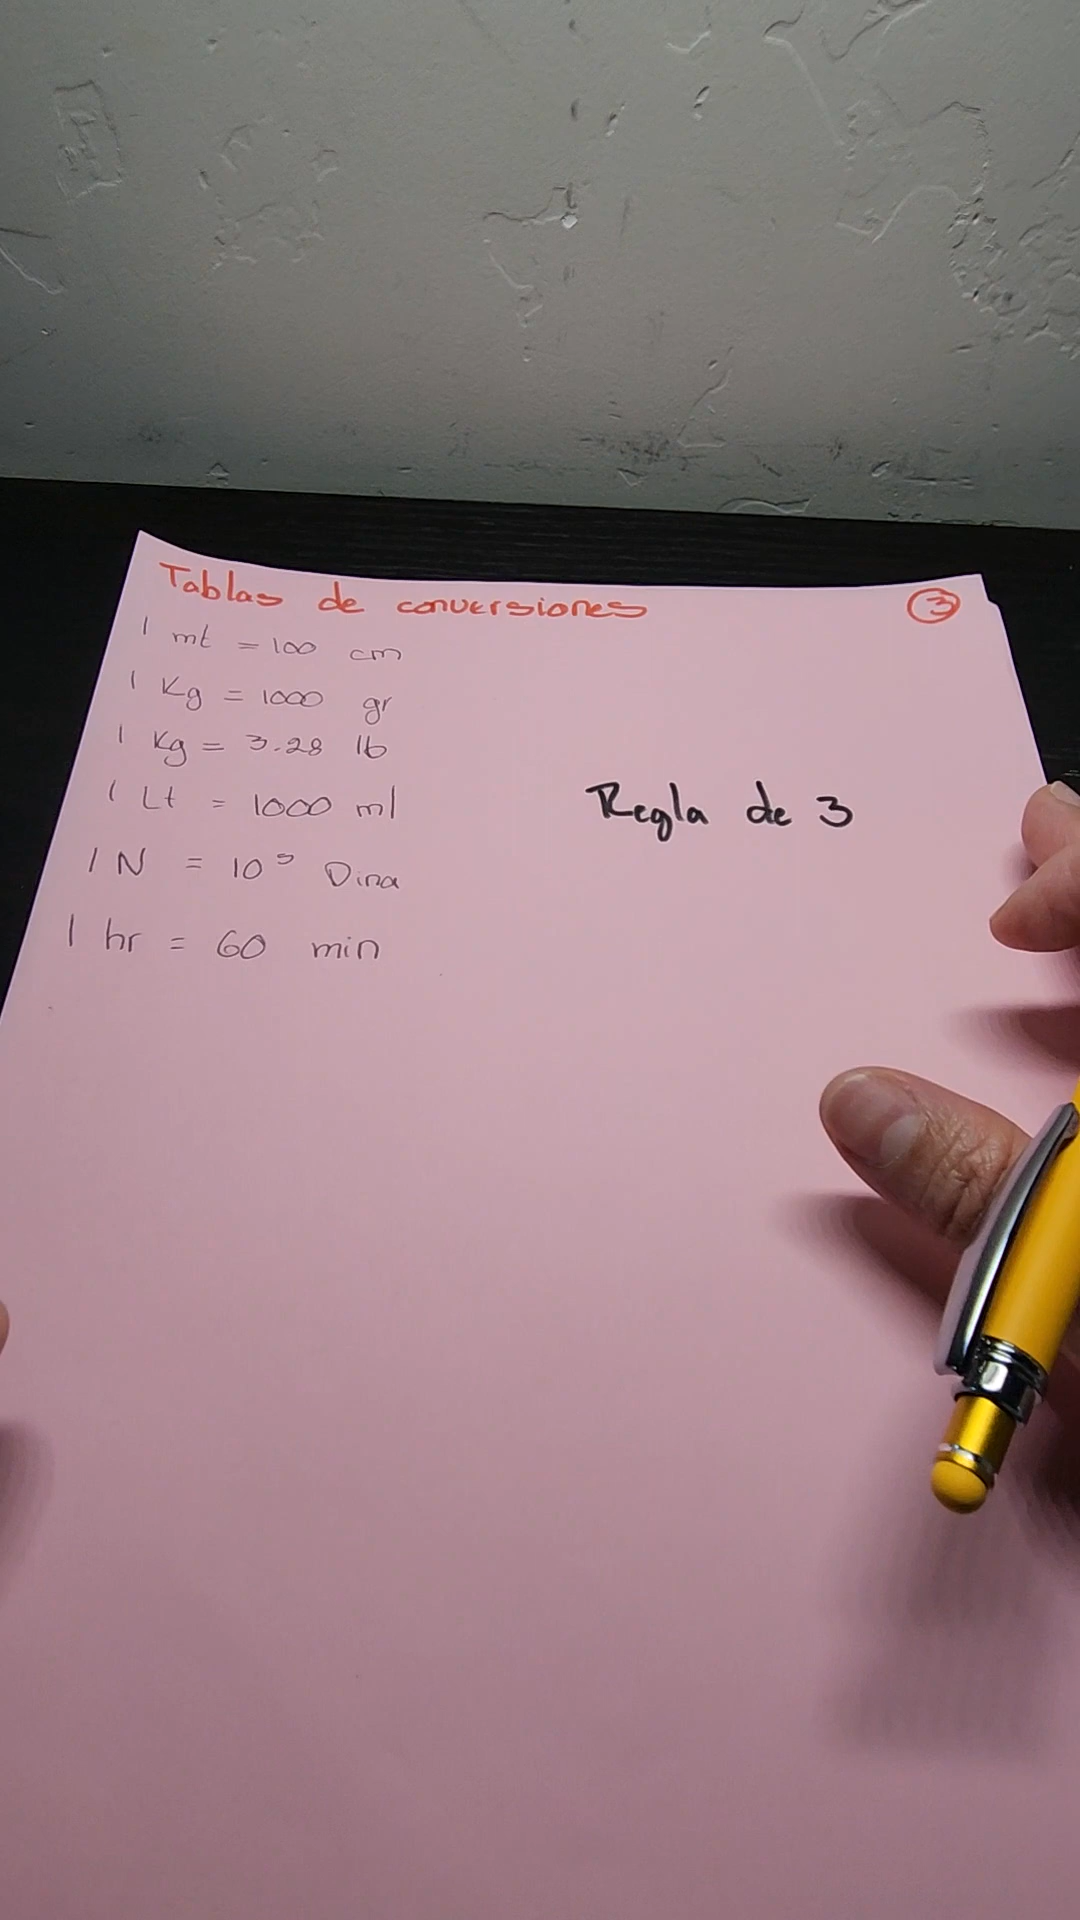 Tablas de conversiones
3
1 mt = 100 cm
1 Kg = 1000 gr
1 Kg = 3.28 lb
1 Lt = 1000 ml
Regla de 3
1 N = 10⁵ Dina
1 hr = 60 min